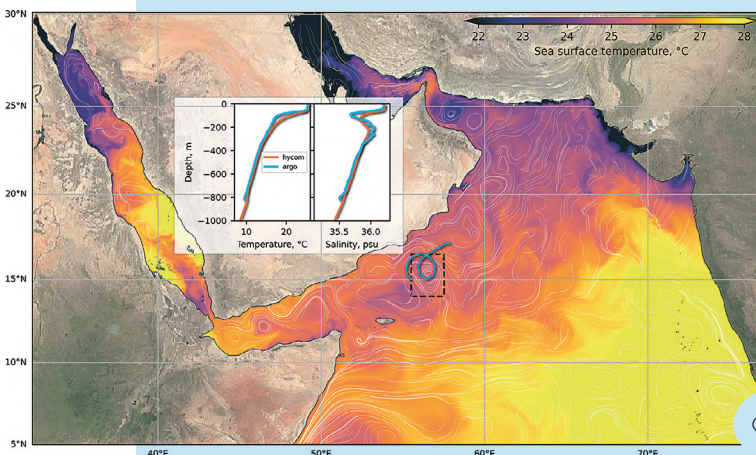 30°N
25°N
20°N
15°N
10°N
5°N
22 23 24 25 26 27 28
Sea surface temperature, °C
0
−200
−400
−600
−800
−1000
Depth, m
hycom
argo
10 20
Temperature, °C
35.5 36.0
Salinity, psu
40°E 50°E 60°E 70°E